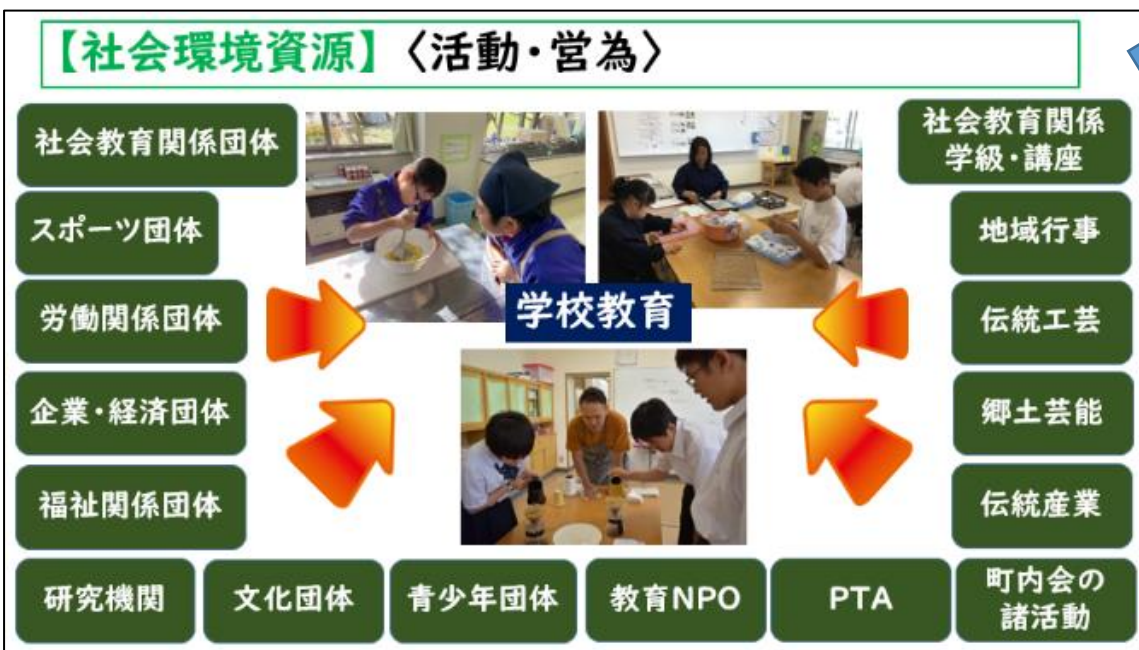 【社会環境資源】〈活動・営為〉
社会教育関係団体
スポーツ団体
労働関係団体
企業・経済団体
福祉関係団体
学校教育
社会教育関係
学級・講座
地域行事
伝統工芸
郷土芸能
伝統産業
研究機関
文化団体
青少年団体
教育NPO
PTA
町内会の
諸活動